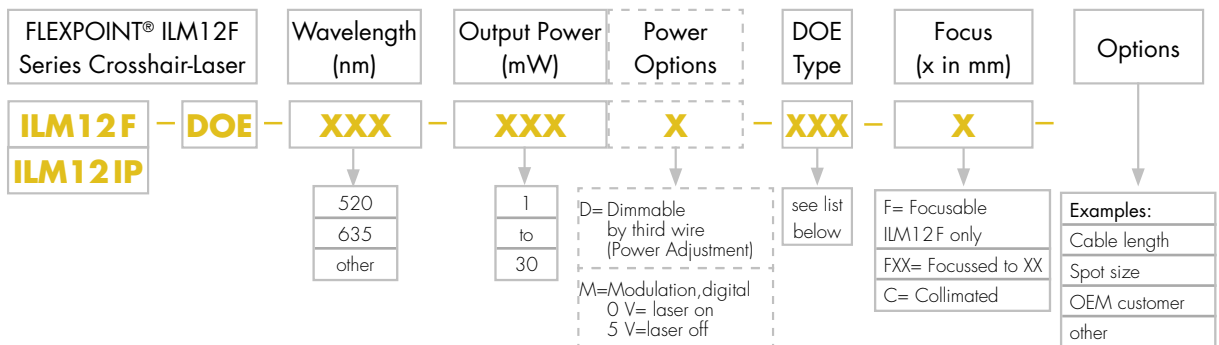 FLEXPOINT® ILM12F
Series Crosshair-Laser
Wavelength
(nm)
Output Power
(mW)
Power
Options
DOE
Type
Focus
(x in mm)
Options
ILM12F – DOE – XXX – XXX X – XXX – X –
ILM12IP
520
635
other
1
to
30
D= Dimmable
by third wire
(Power Adjustment)
M=Modulation,digital
0 V= laser on
5 V=laser off
see list
below
F= Focusable
ILM12F only
FXX= Focussed to XX
C= Collimated
Examples:
Cable length
Spot size
OEM customer
other